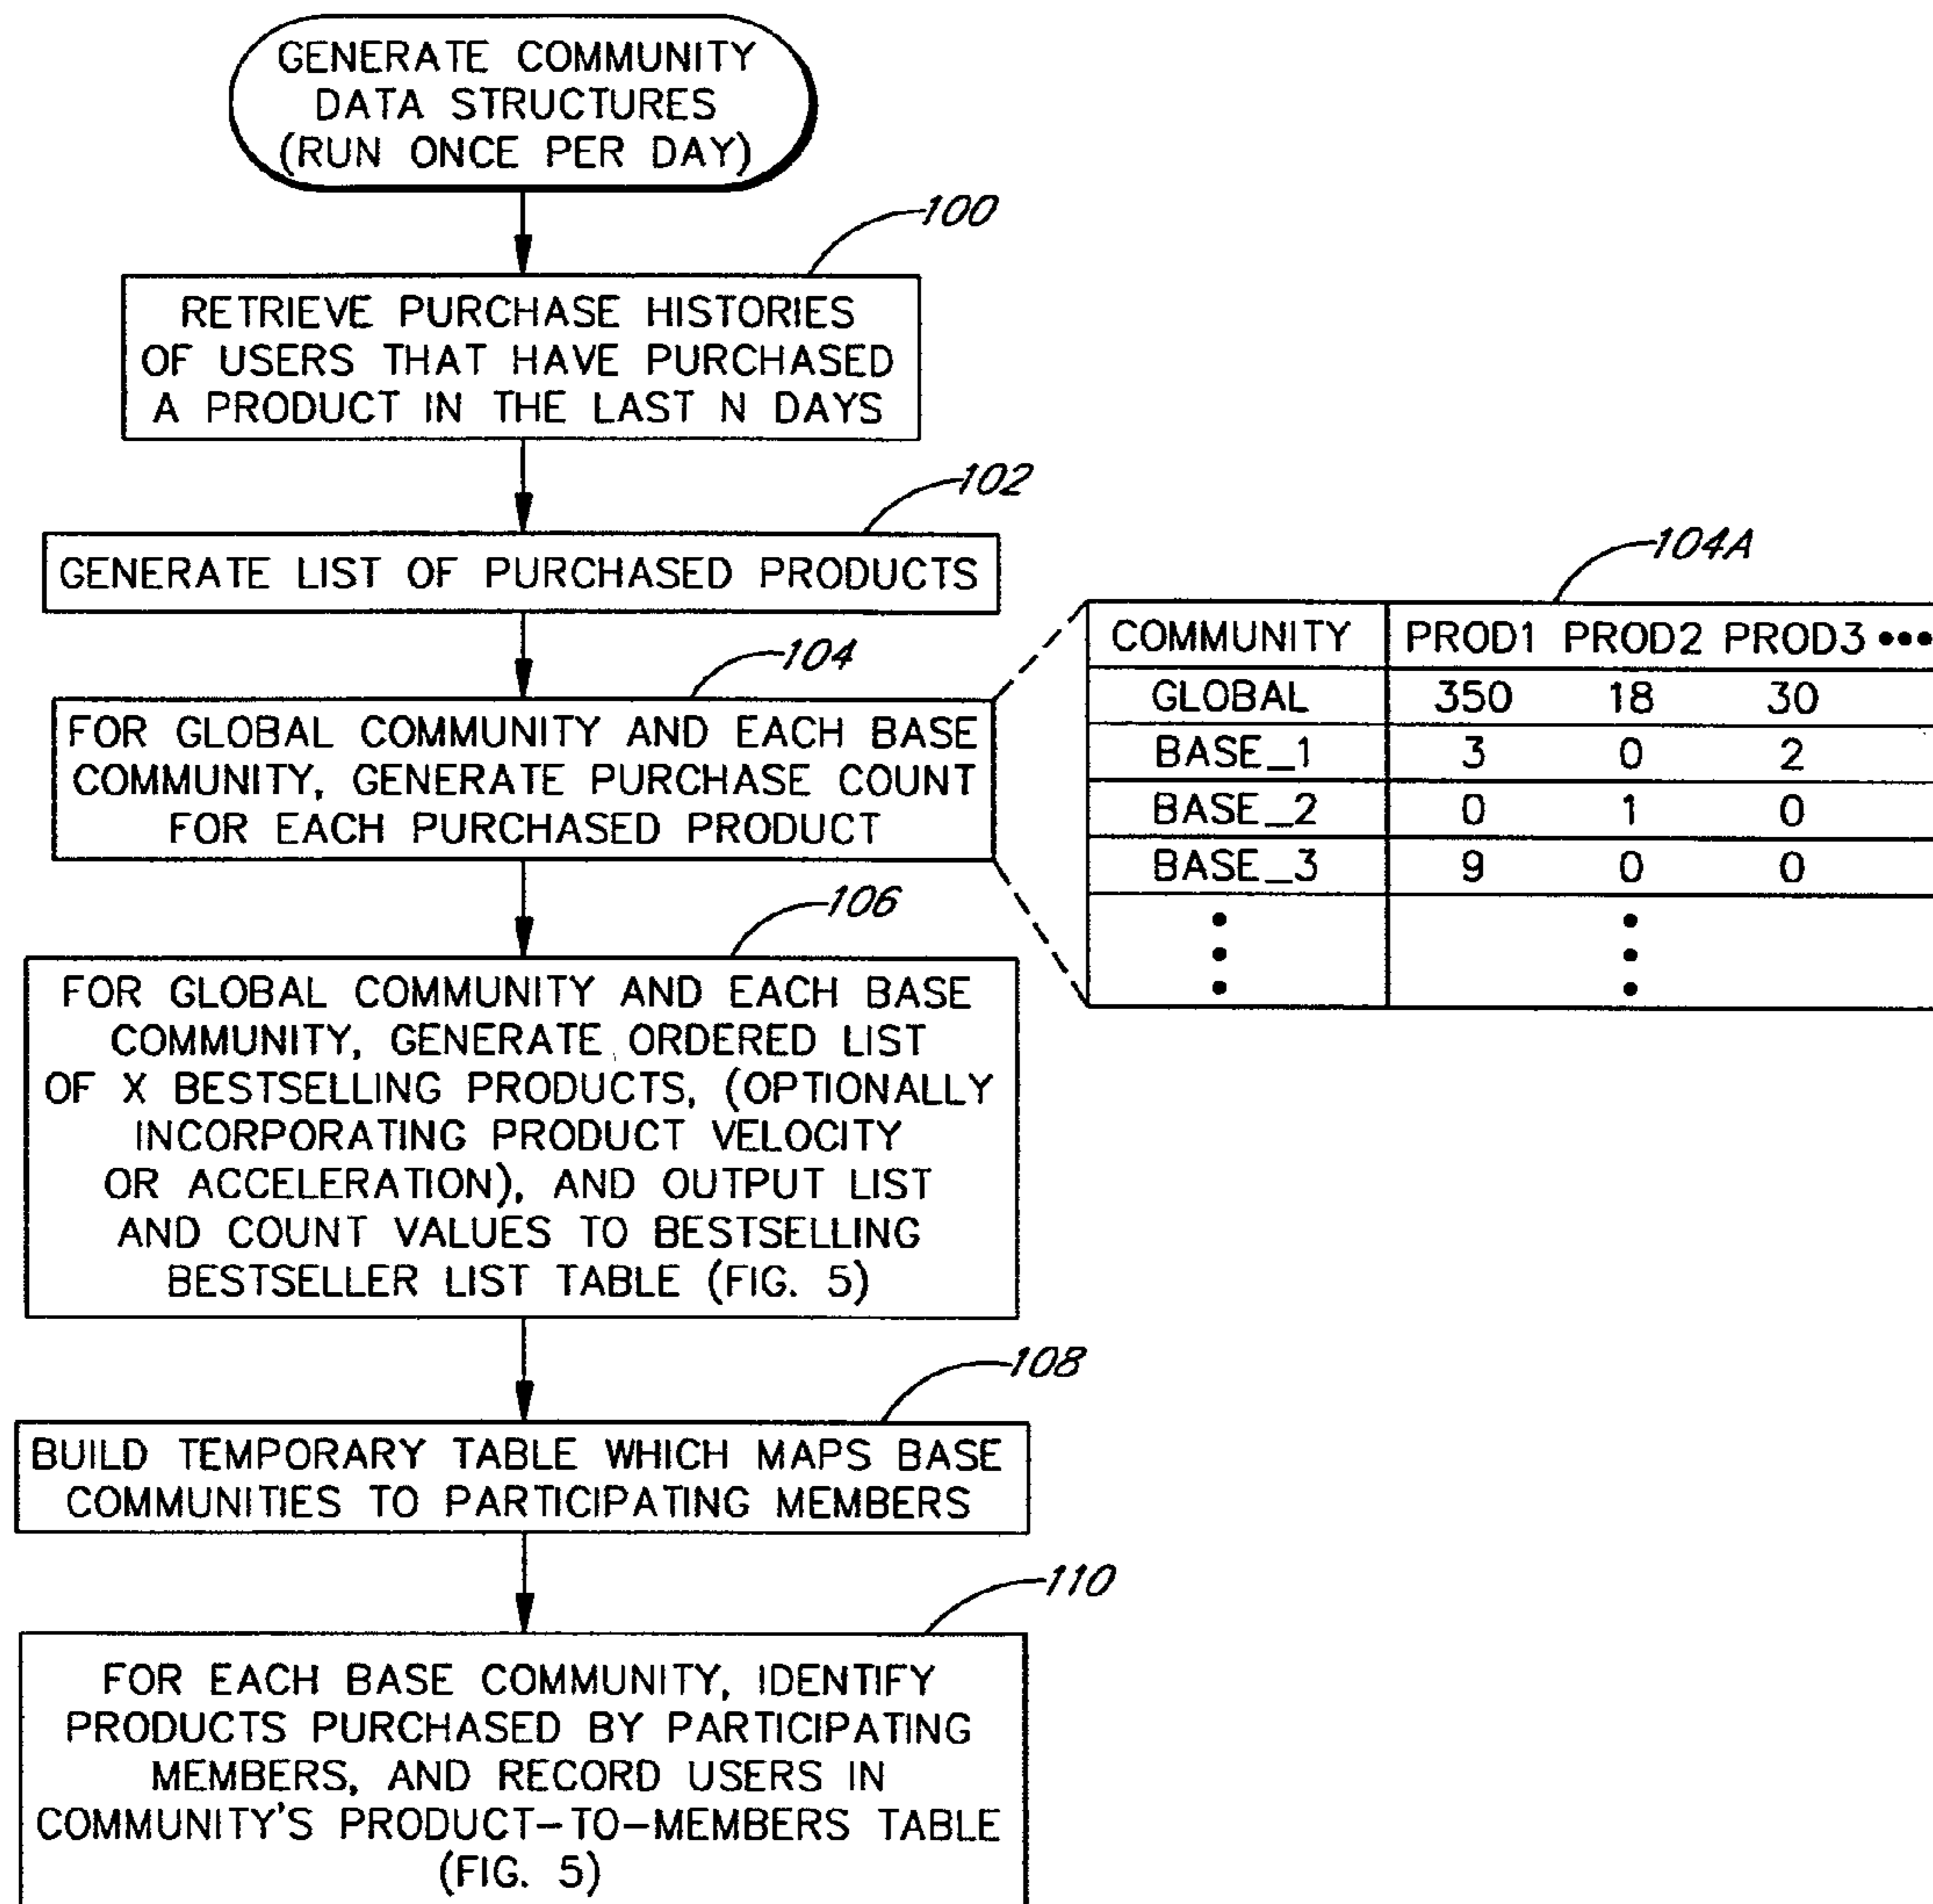 GENERATE COMMUNITY
DATA STRUCTURES
(RUN ONCE PER DAY)
100
RETRIEVE PURCHASE HISTORIES
OF USERS THAT HAVE PURCHASED
A PRODUCT IN THE LAST N DAYS
102
GENERATE LIST OF PURCHASED PRODUCTS
104
FOR GLOBAL COMMUNITY AND EACH BASE
COMMUNITY, GENERATE PURCHASE COUNT
FOR EACH PURCHASED PRODUCT
104A
COMMUNITY PROD1 PROD2 PROD3 •••
GLOBAL 350 18 30
BASE_1 3 0 2
BASE_2 0 1 0
BASE_3 9 0 0
106
FOR GLOBAL COMMUNITY AND EACH BASE
COMMUNITY, GENERATE ORDERED LIST
OF X BESTSELLING PRODUCTS, (OPTIONALLY
INCORPORATING PRODUCT VELOCITY
OR ACCELERATION), AND OUTPUT LIST
AND COUNT VALUES TO BESTSELLING
BESTSELLER LIST TABLE (FIG. 5)
108
BUILD TEMPORARY TABLE WHICH MAPS BASE
COMMUNITIES TO PARTICIPATING MEMBERS
110
FOR EACH BASE COMMUNITY, IDENTIFY
PRODUCTS PURCHASED BY PARTICIPATING
MEMBERS, AND RECORD USERS IN
COMMUNITY'S PRODUCT-TO-MEMBERS TABLE
(FIG. 5)